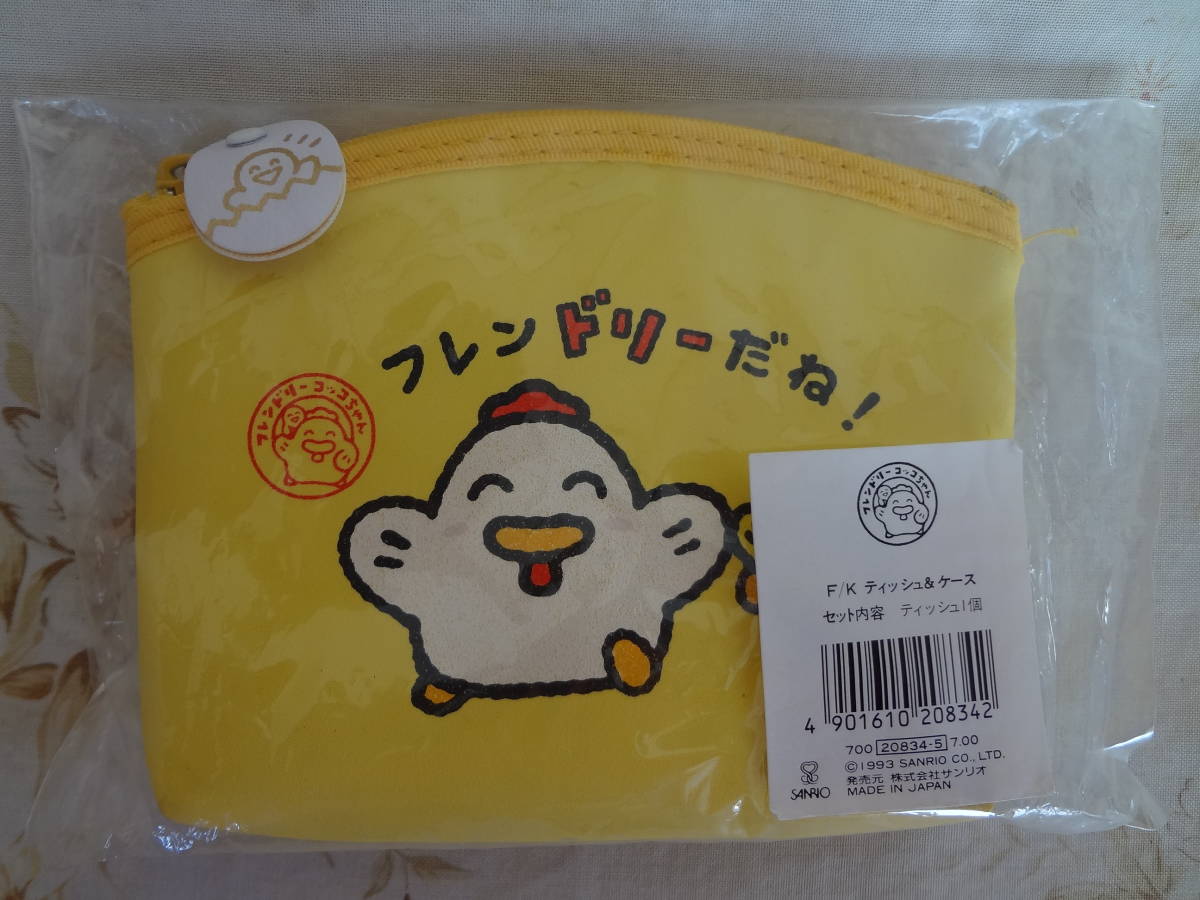 フレンドリーだね!
フレンドリーコッコちゃん
フレンドリーコッコちゃん
F/K ティッシュ&ケース
セット内容 ティッシュ1個
4 901610 208342
700 20834-5 7.00
©1993 SANRIO CO., LTD.
発売元 株式会社サンリオ
MADE IN JAPAN
SANRIO